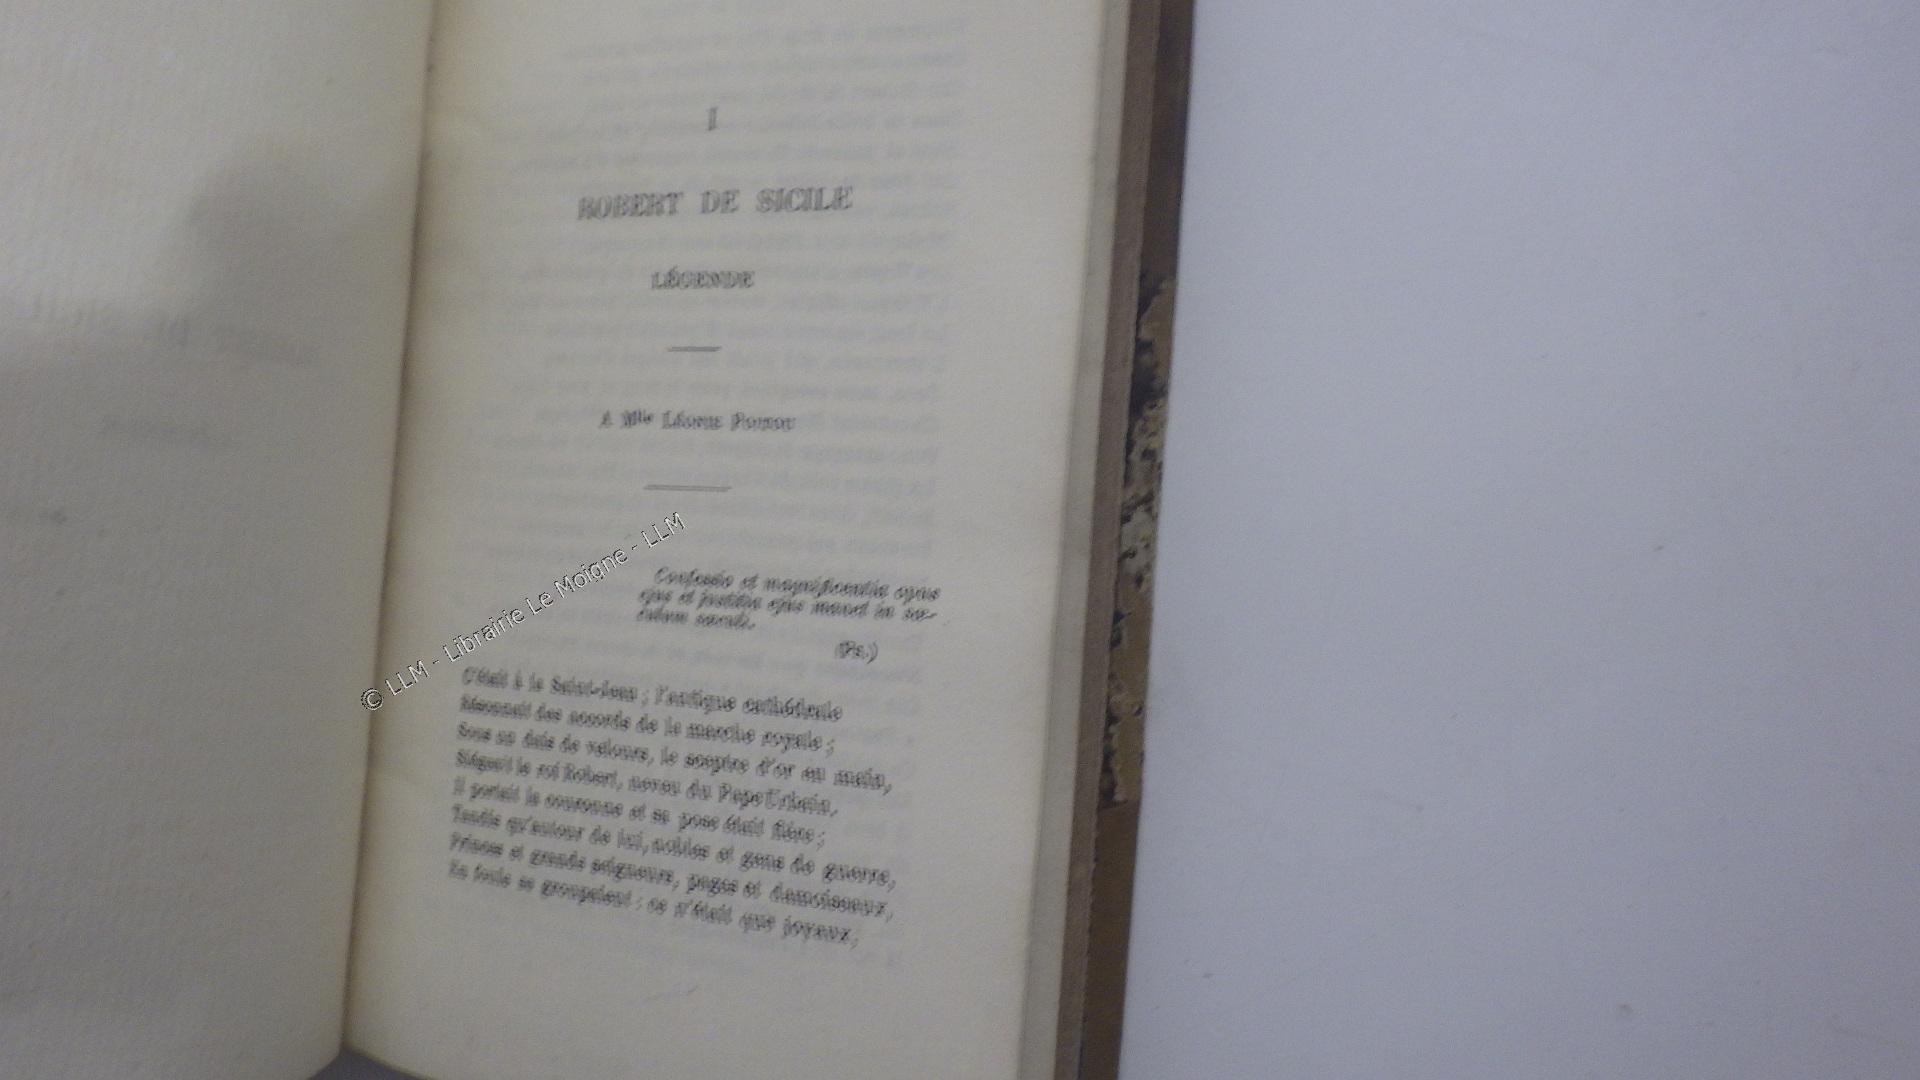 I
ROBERT DE SICILE
LÉGENDE
A Mlle LÉONIE POITOU
Confessio et magnificentia opus
ejus et justitia ejus manet in sæ-
culum sæculi.
(Ps.)
C'était à la Saint-Jean ; l'antique cathédrale
Résonnait des accords de la marche royale ;
Sous un dais de velours, le sceptre d'or en main,
Siégeait le roi Robert, neveu du Pape Urbain,
Il portait la couronne et sa pose était fière ;
Tandis qu'autour de lui, nobles et gens de guerre,
Princes et grands seigneurs, pages et damoiseaux,
En foule se groupaient : ce n'était que joyaux,
© LLM - Librairie Le Moigne - LLM